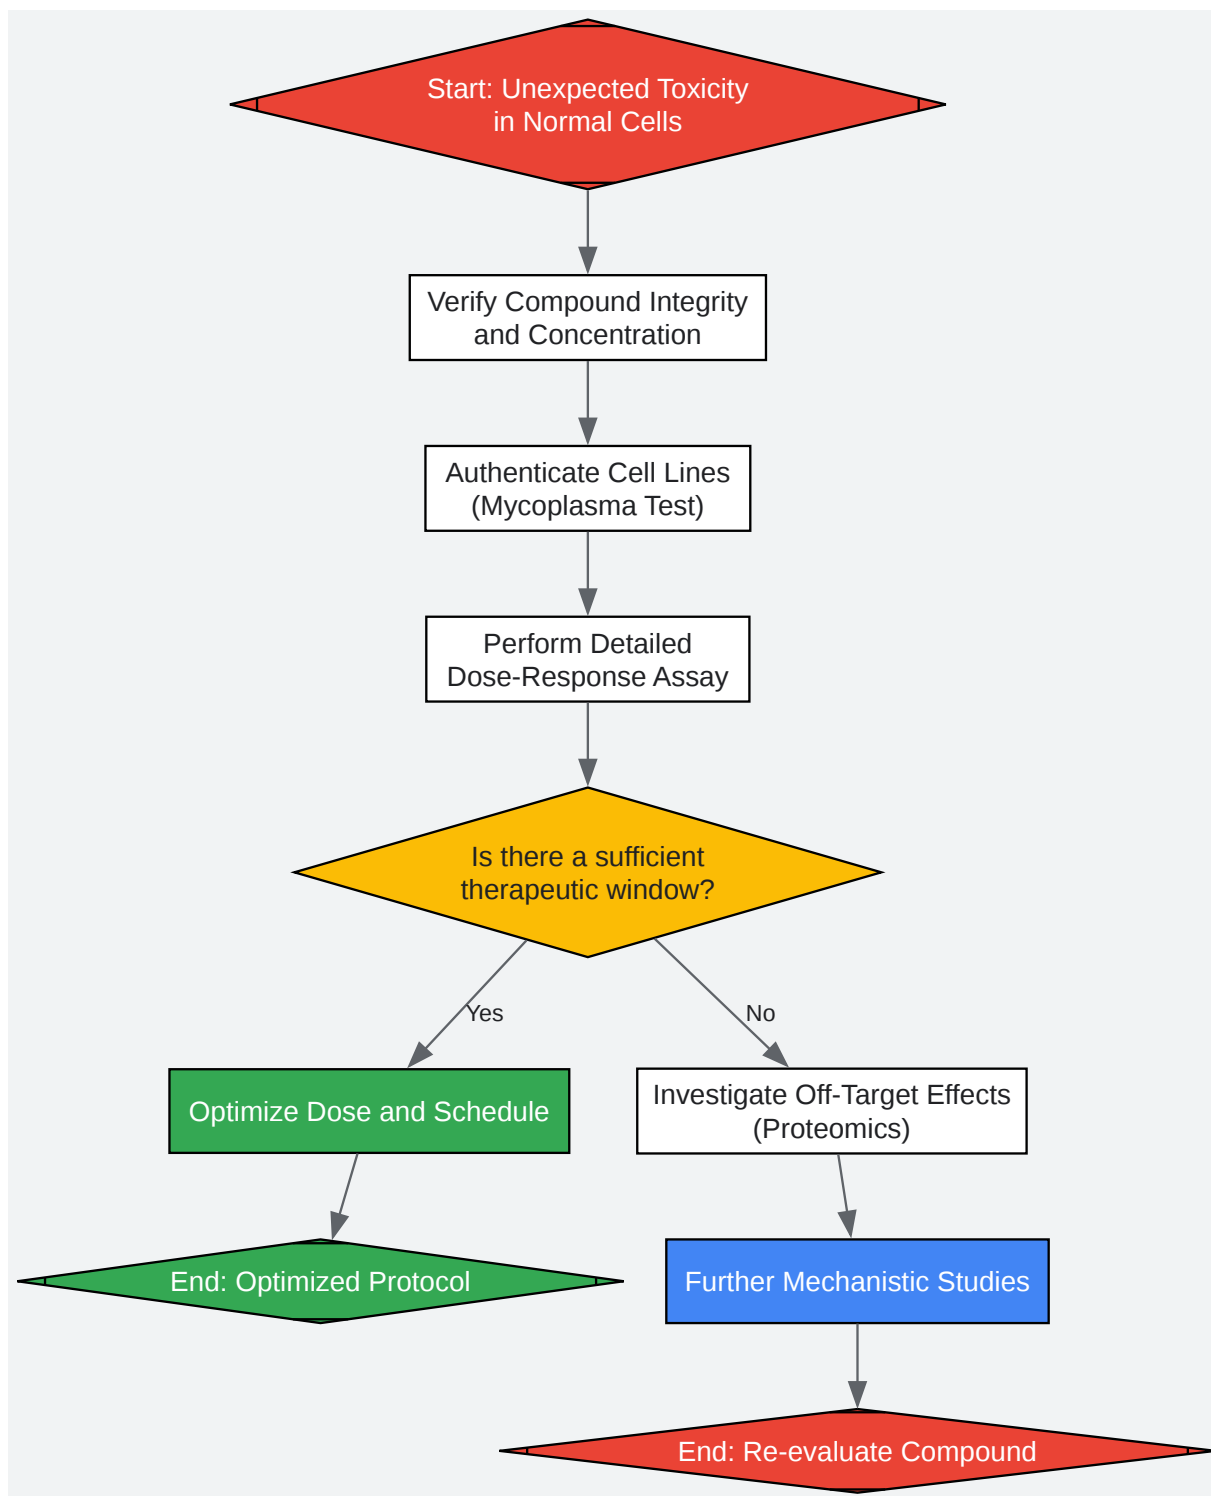 Start: Unexpected Toxicity
in Normal Cells
Verify Compound Integrity
and Concentration
Authenticate Cell Lines
(Mycoplasma Test)
Perform Detailed
Dose-Response Assay
Is there a sufficient
therapeutic window?
Yes
No
Optimize Dose and Schedule
Investigate Off-Target Effects
(Proteomics)
End: Optimized Protocol
Further Mechanistic Studies
End: Re-evaluate Compound